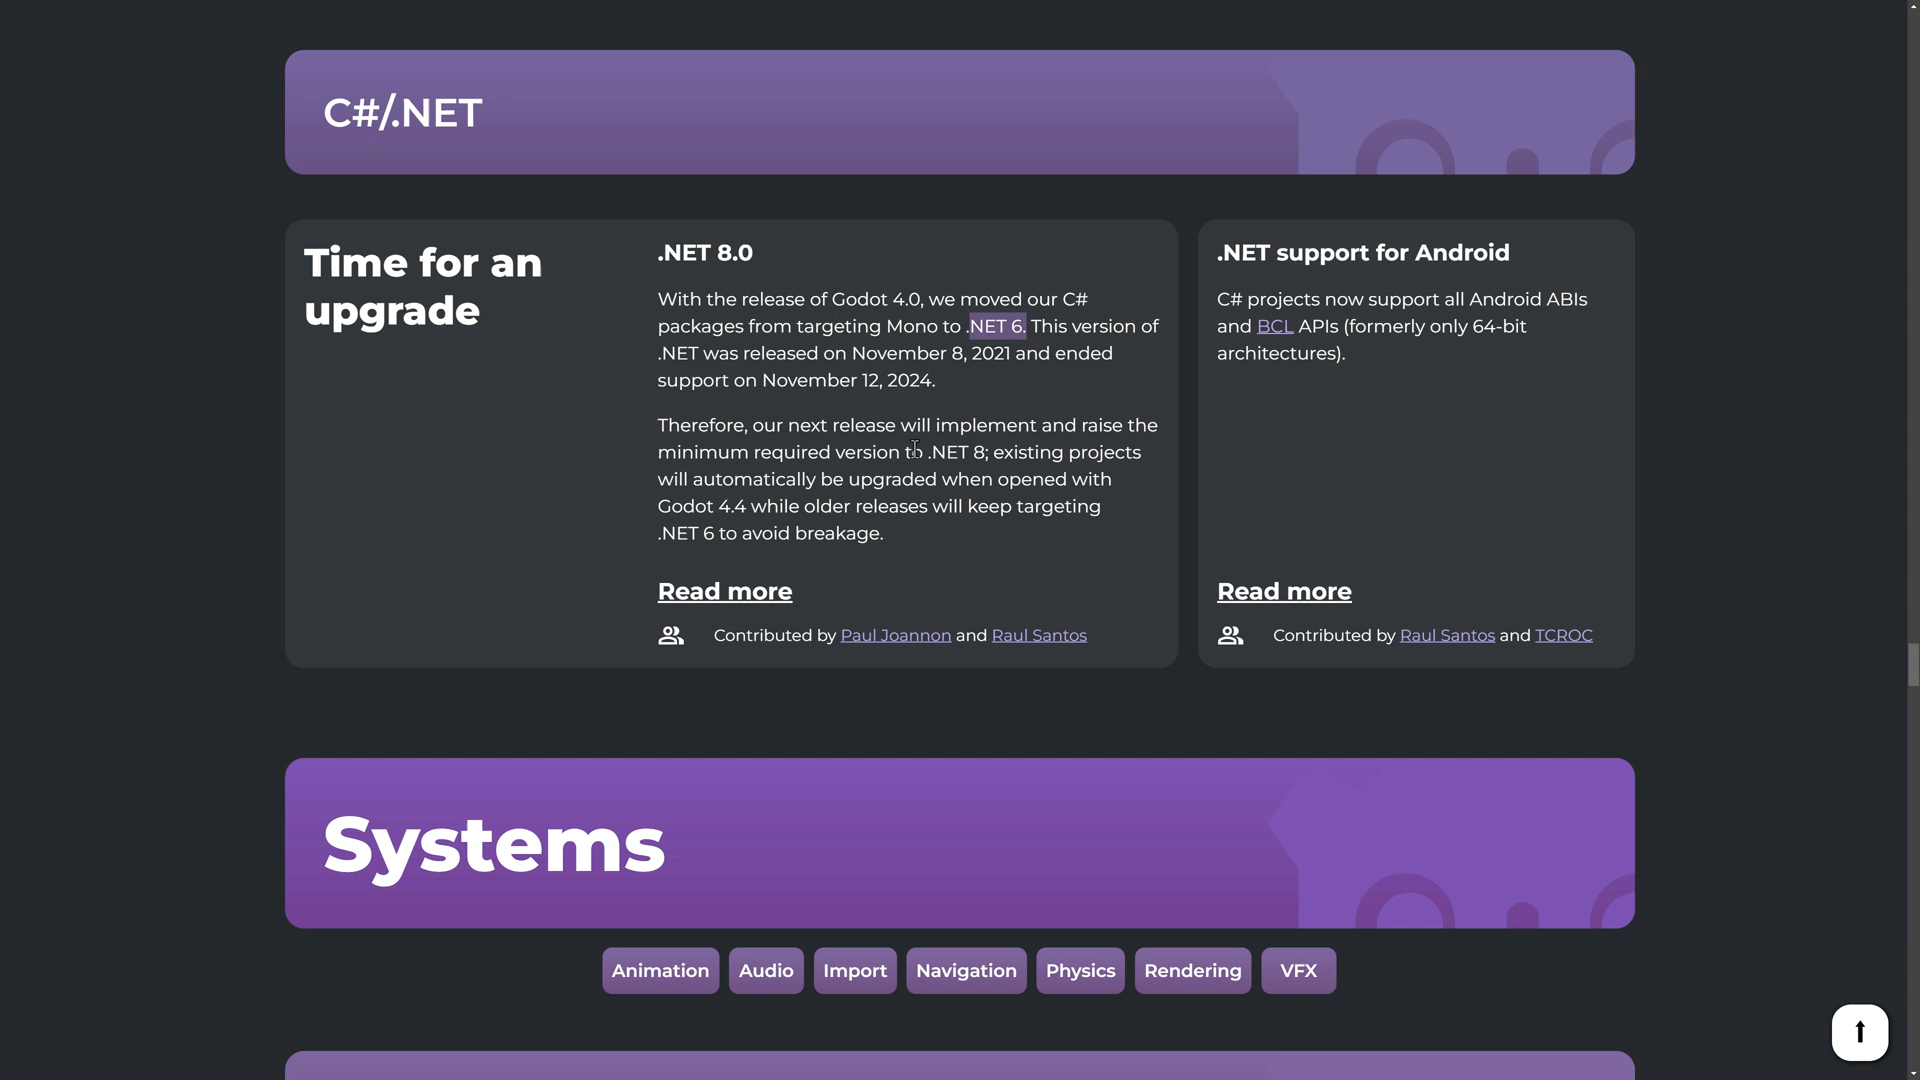 C#/.NET
Time for an
upgrade
.NET 8.0
With the release of Godot 4.0, we moved our C#
packages from targeting Mono to .NET 6. This version of
.NET was released on November 8, 2021 and ended
support on November 12, 2024.
Therefore, our next release will implement and raise the
minimum required version to .NET 8; existing projects
will automatically be upgraded when opened with
Godot 4.4 while older releases will keep targeting
.NET 6 to avoid breakage.
Read more
Contributed by Paul Joannon and Raul Santos
.NET support for Android
C# projects now support all Android ABIs
and BCL APIs (formerly only 64-bit
architectures).
Read more
Contributed by Raul Santos and TCROC
Systems
Animation Audio Import Navigation Physics Rendering VFX